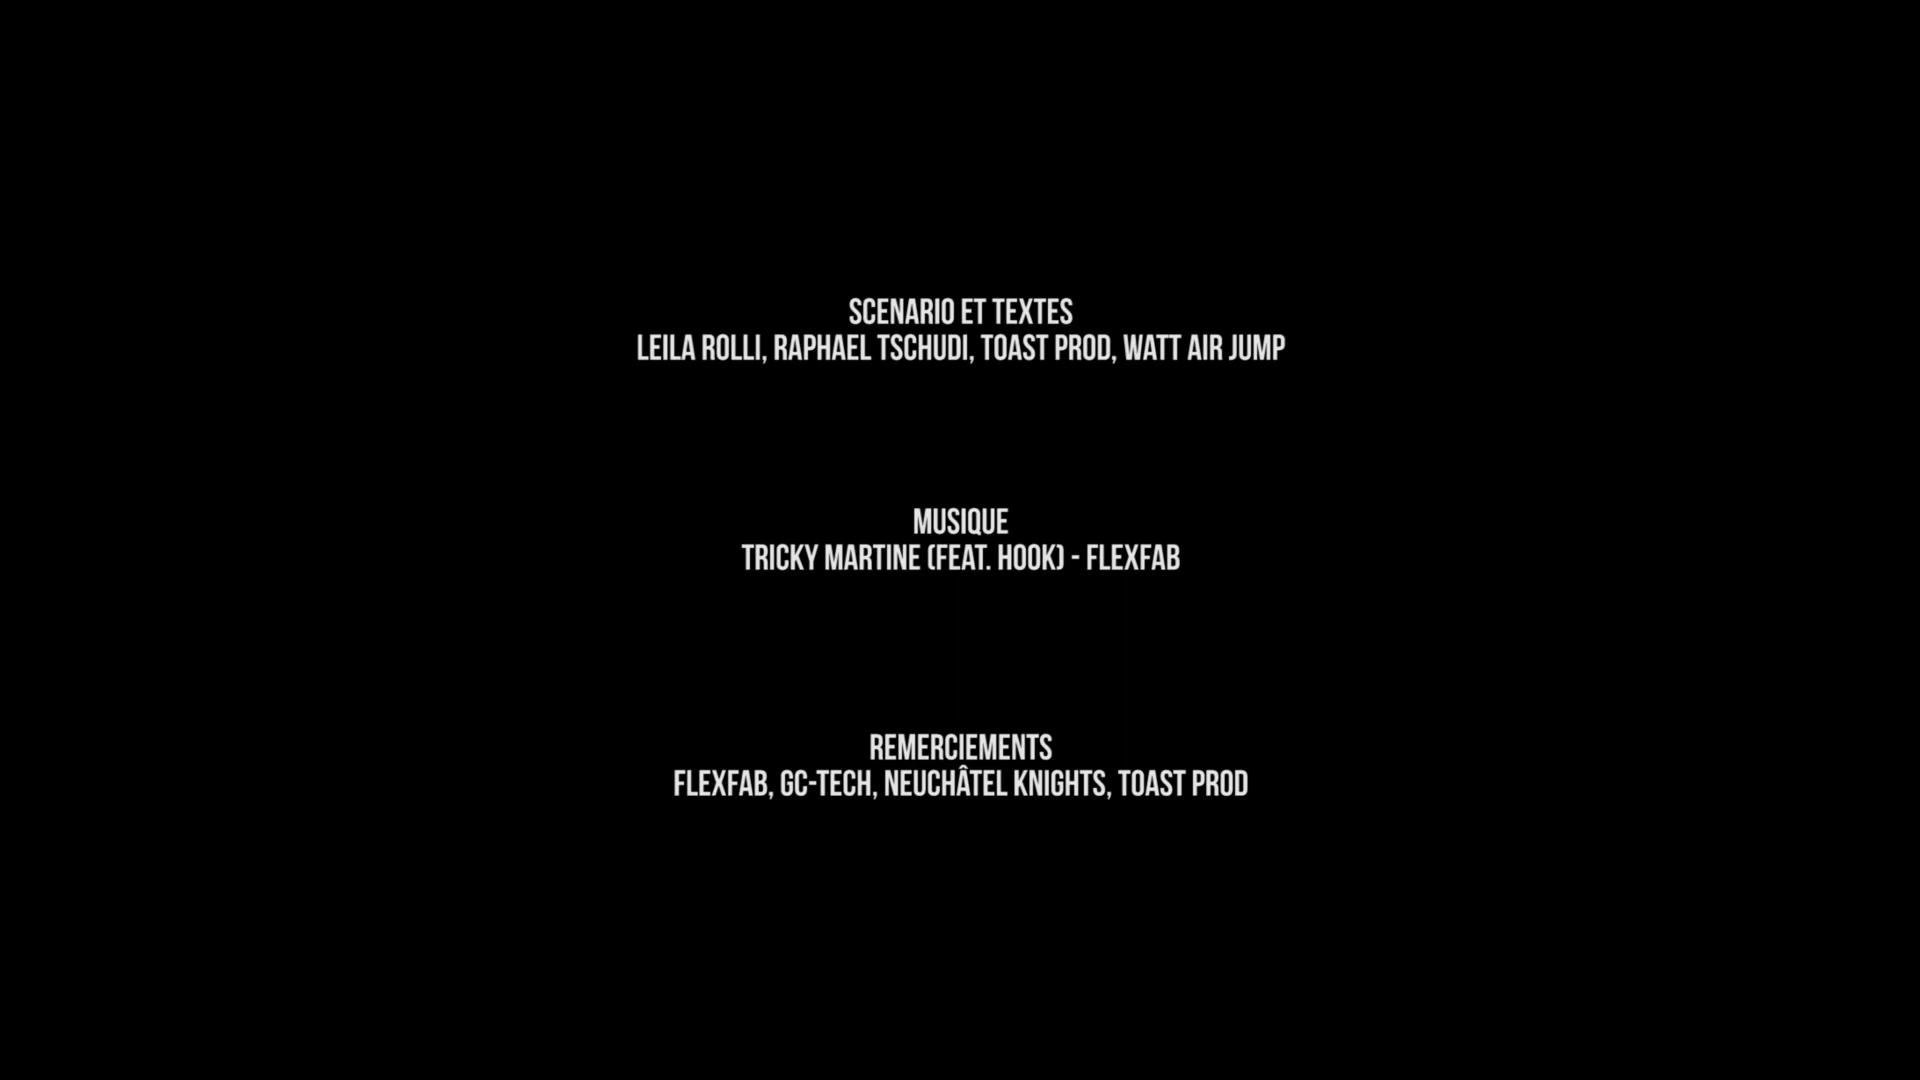 SCENARIO ET TEXTES
LEILA ROLLI, RAPHAEL TSCHUDI, TOAST PROD, WATT AIR JUMP
MUSIQUE
TRICKY MARTINE (FEAT. HOOK) - FLEXFAB
REMERCIEMENTS
FLEXFAB, GC-TECH, NEUCHÂTEL KNIGHTS, TOAST PROD